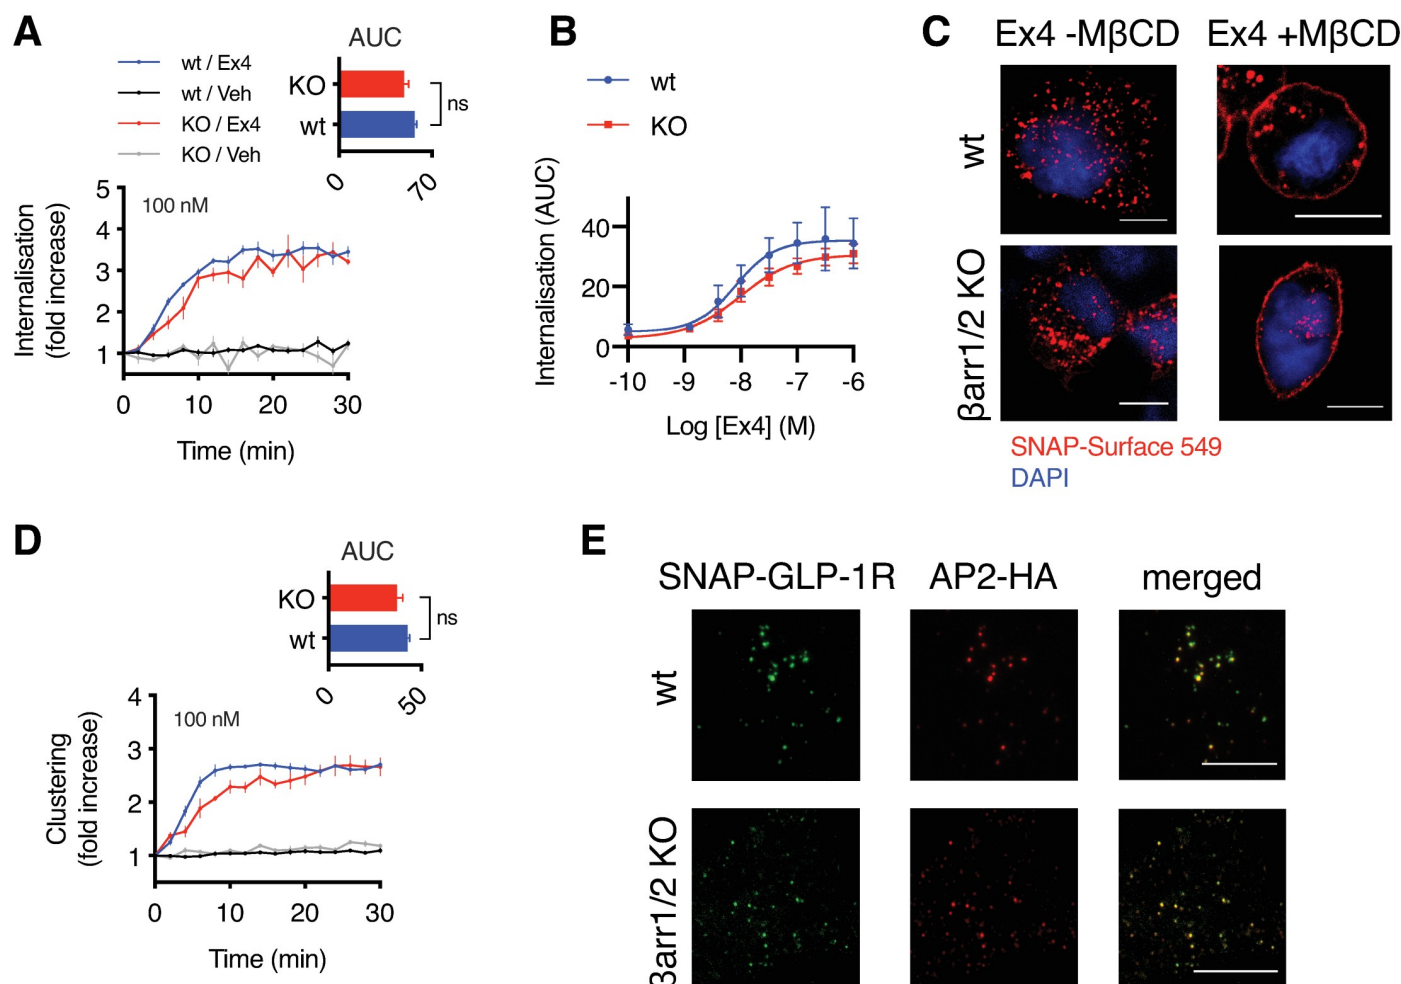 A
wt / Ex4
wt / Veh
KO / Ex4
KO / Veh
AUC
KO
wt
ns
0
70
100 nM
Internalisation
(fold increase)
5
4
3
2
1
0
10
20
30
Time (min)
B
wt
KO
Internalisation (AUC)
40
20
0
-10
-9
-8
-7
-6
Log [Ex4] (M)
C
Ex4 -MβCD
Ex4 +MβCD
wt
βarr1/2 KO
SNAP-Surface 549
DAPI
D
AUC
KO
wt
ns
0
50
100 nM
Clustering
(fold increase)
4
3
2
1
0
10
20
30
Time (min)
E
SNAP-GLP-1R
AP2-HA
merged
wt
βarr1/2 KO